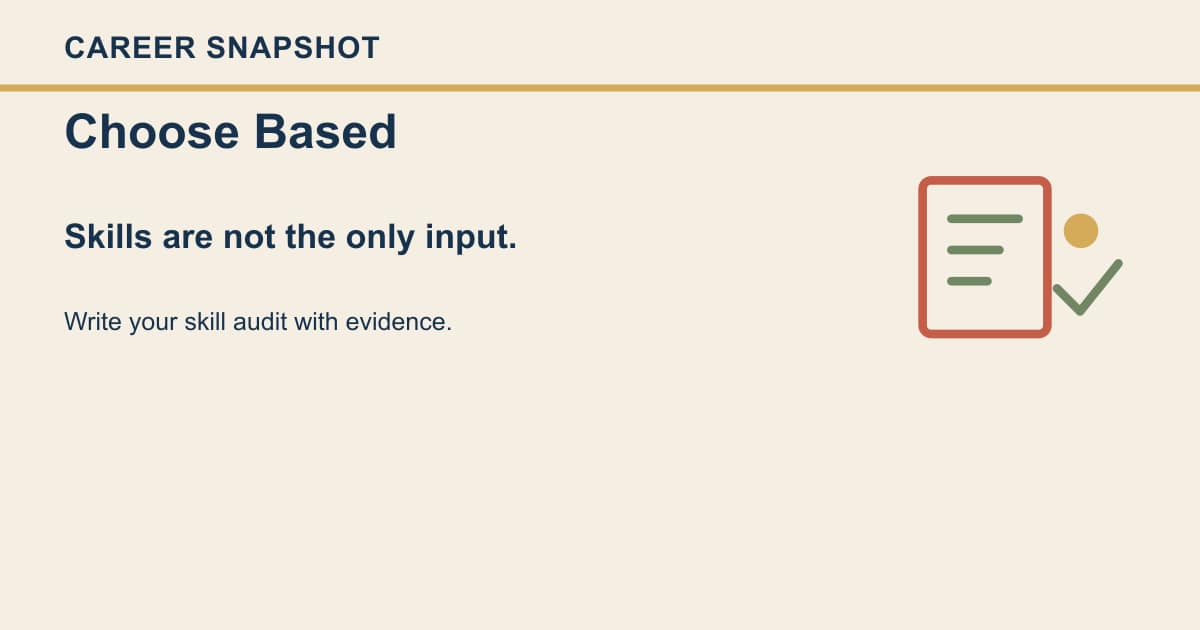 CAREER SNAPSHOT
Choose Based
Skills are not the only input.
Write your skill audit with evidence.